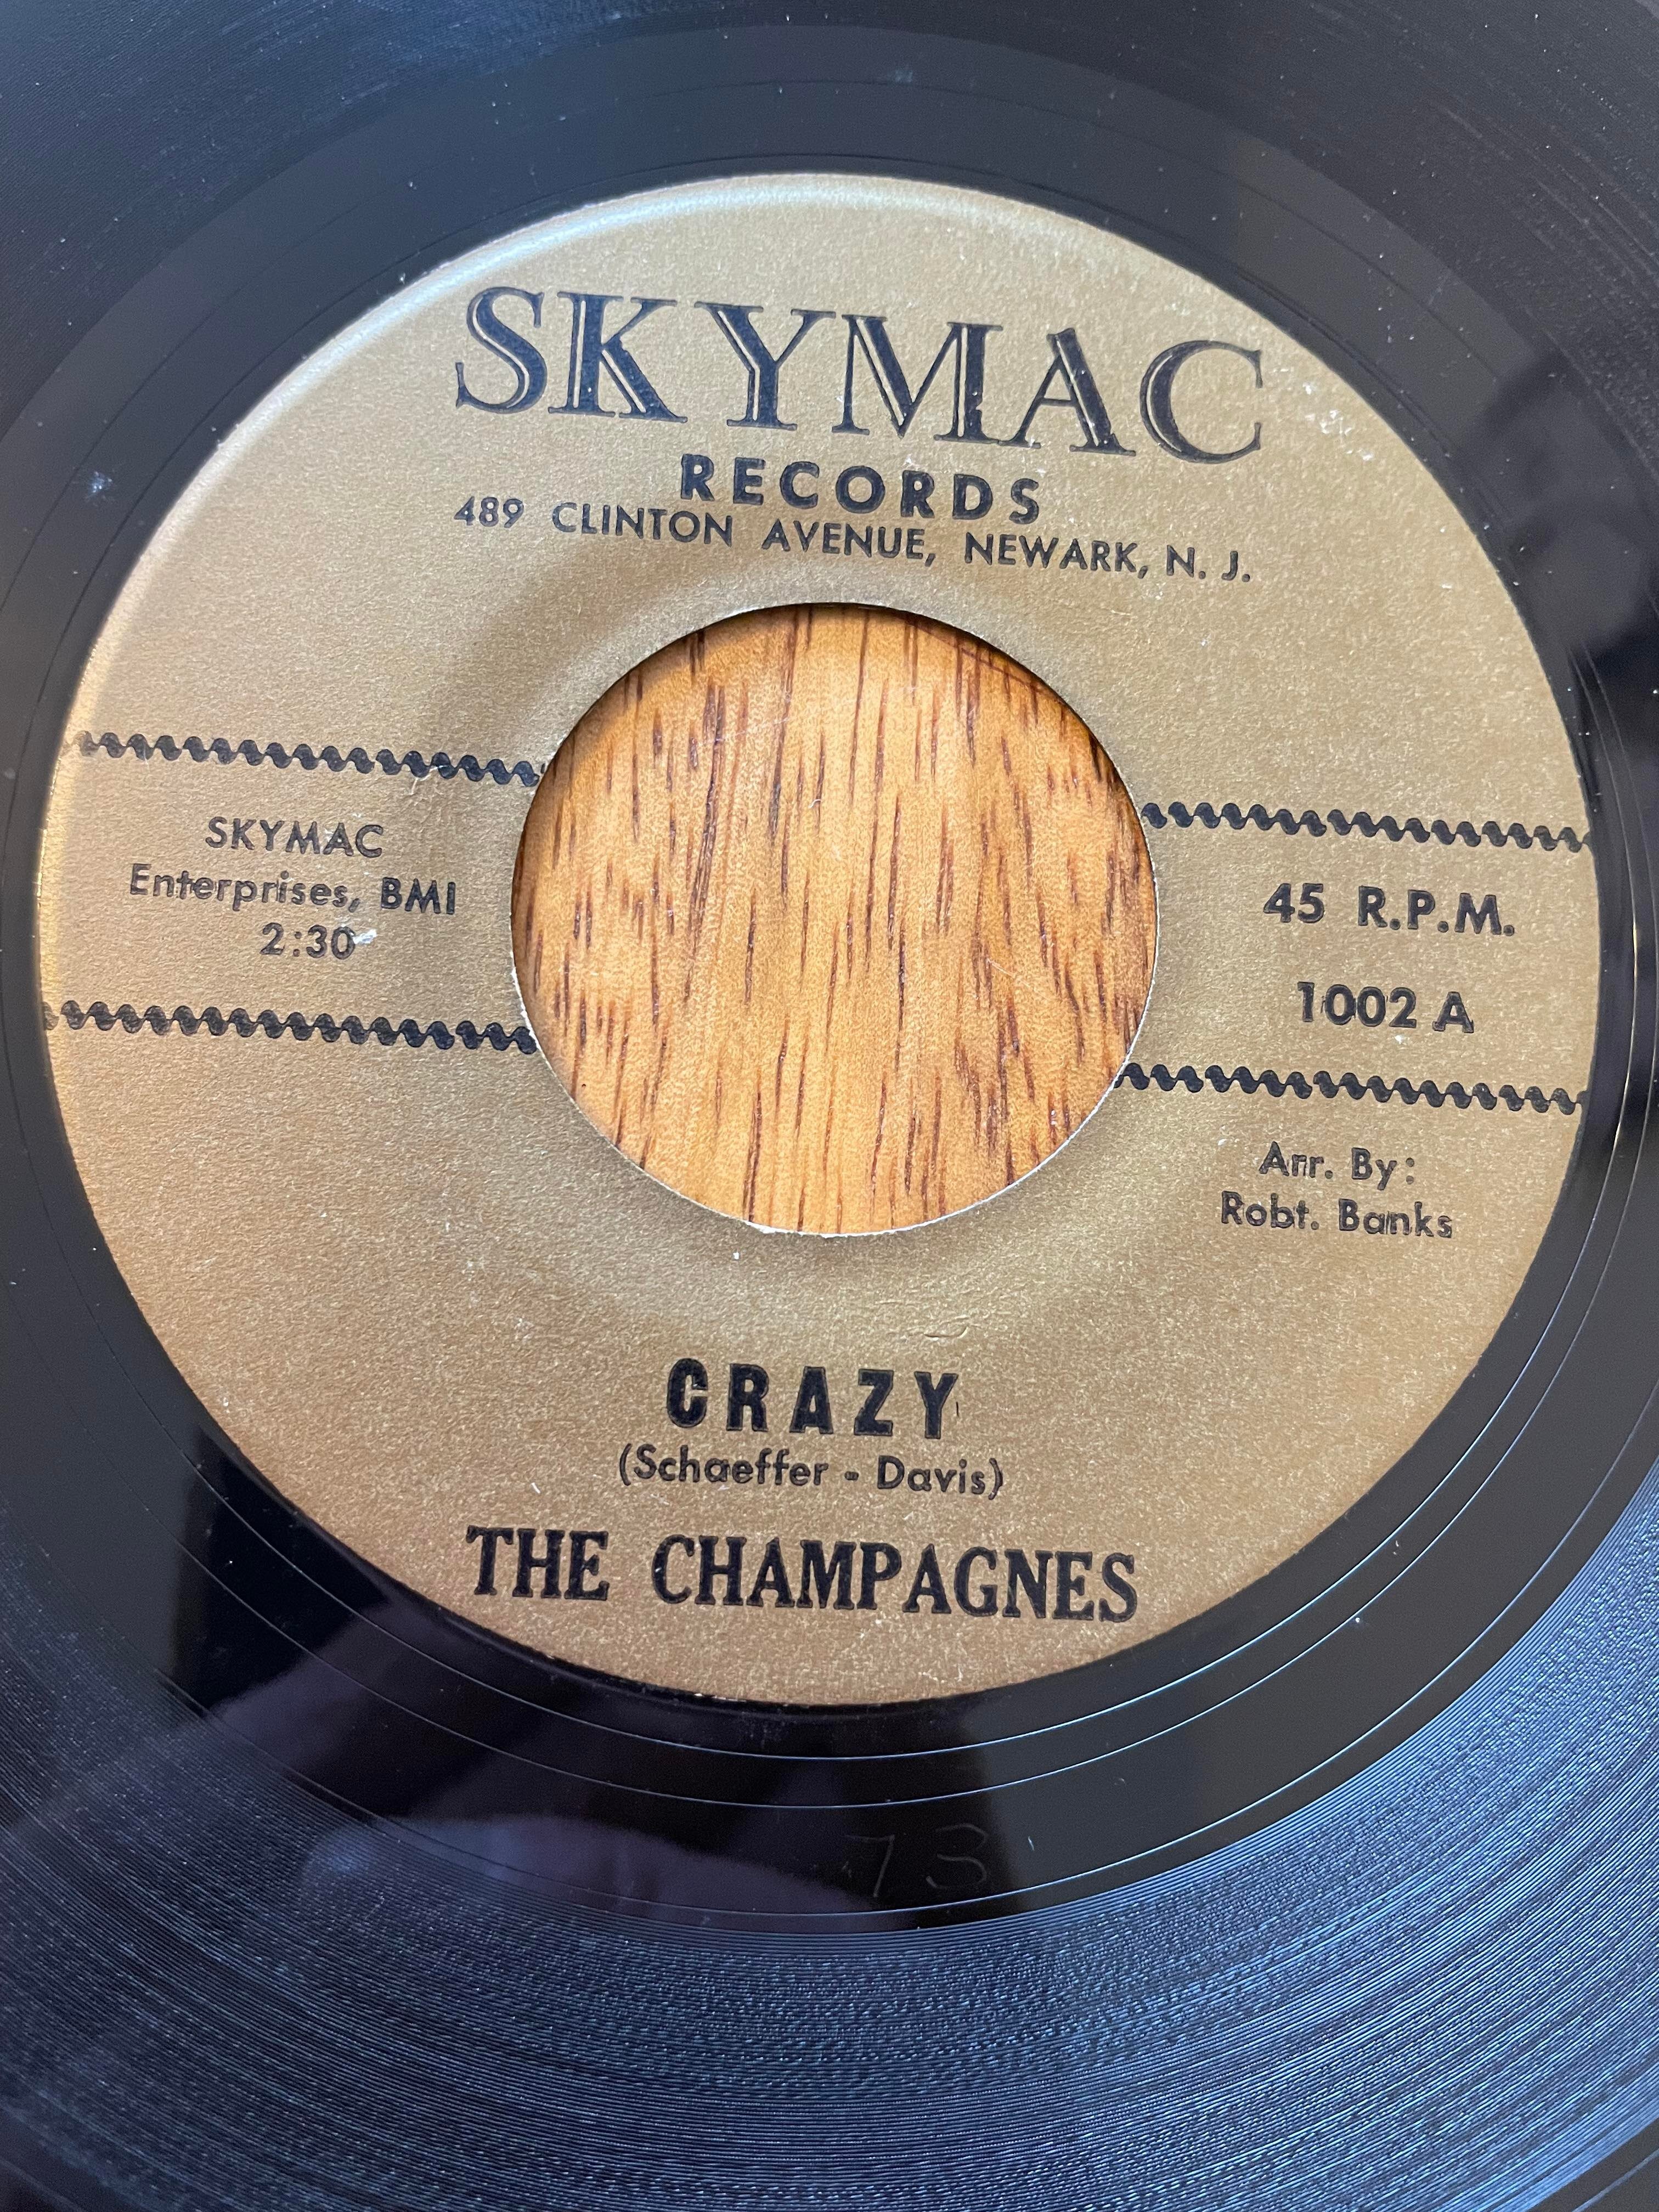 SKYMAC
RECORDS
489 CLINTON AVENUE, NEWARK, N. J.
SKYMAC
Enterprises, BMI
2:30
45 R.P.M.
1002 A
Arr. By:
Robt. Banks
CRAZY
(Schaeffer - Davis)
THE CHAMPAGNES
73